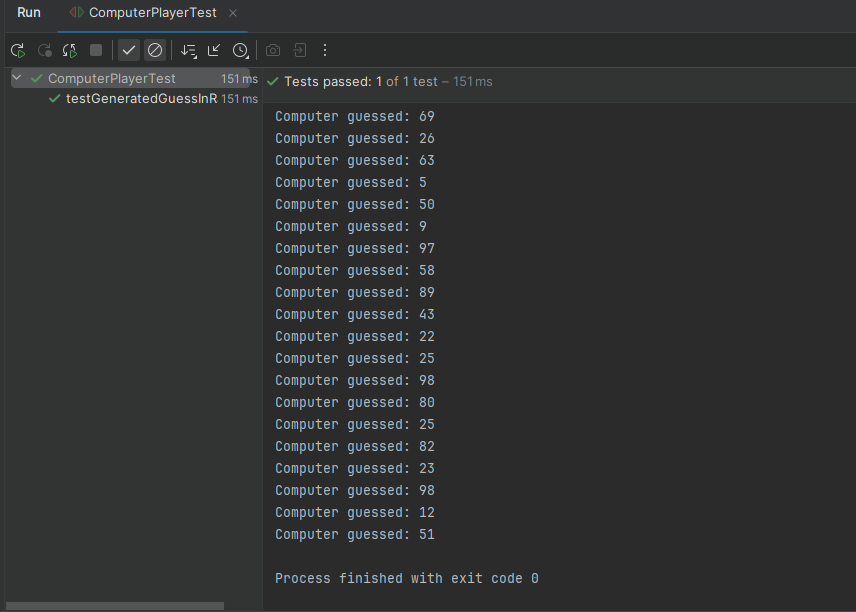 Run ComputerPlayerTest
ComputerPlayerTest 151 ms
testGeneratedGuessInR 151 ms
Tests passed: 1 of 1 test – 151 ms
Computer guessed: 69
Computer guessed: 26
Computer guessed: 63
Computer guessed: 5
Computer guessed: 50
Computer guessed: 9
Computer guessed: 97
Computer guessed: 58
Computer guessed: 89
Computer guessed: 43
Computer guessed: 22
Computer guessed: 25
Computer guessed: 98
Computer guessed: 80
Computer guessed: 25
Computer guessed: 82
Computer guessed: 23
Computer guessed: 98
Computer guessed: 12
Computer guessed: 51
Process finished with exit code 0